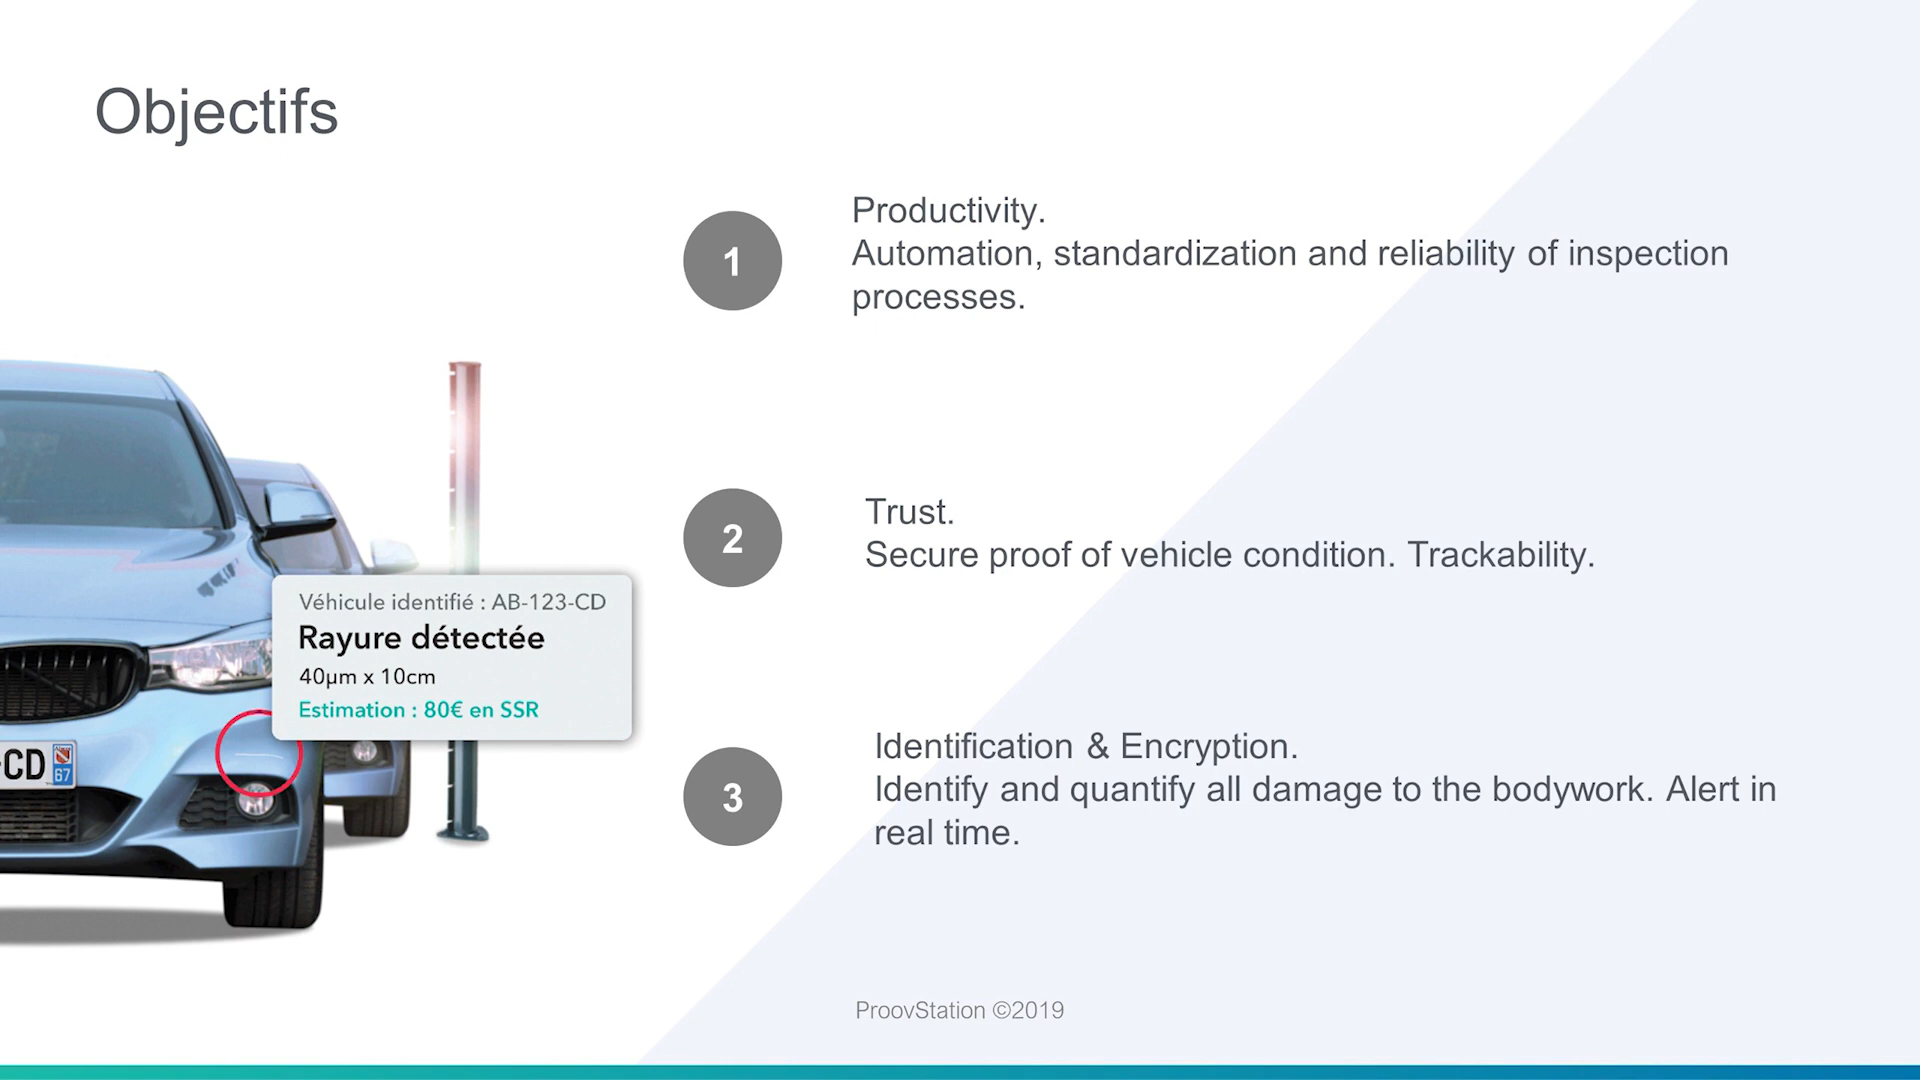 Objectifs
1
Productivity.
Automation, standardization and reliability of inspection
processes.
2
Trust.
Secure proof of vehicle condition. Trackability.
Véhicule identifié : AB-123-CD
Rayure détectée
40µm x 10cm
Estimation : 80€ en SSR
CD
67
3
Identification & Encryption.
Identify and quantify all damage to the bodywork. Alert in
real time.
ProovStation ©2019